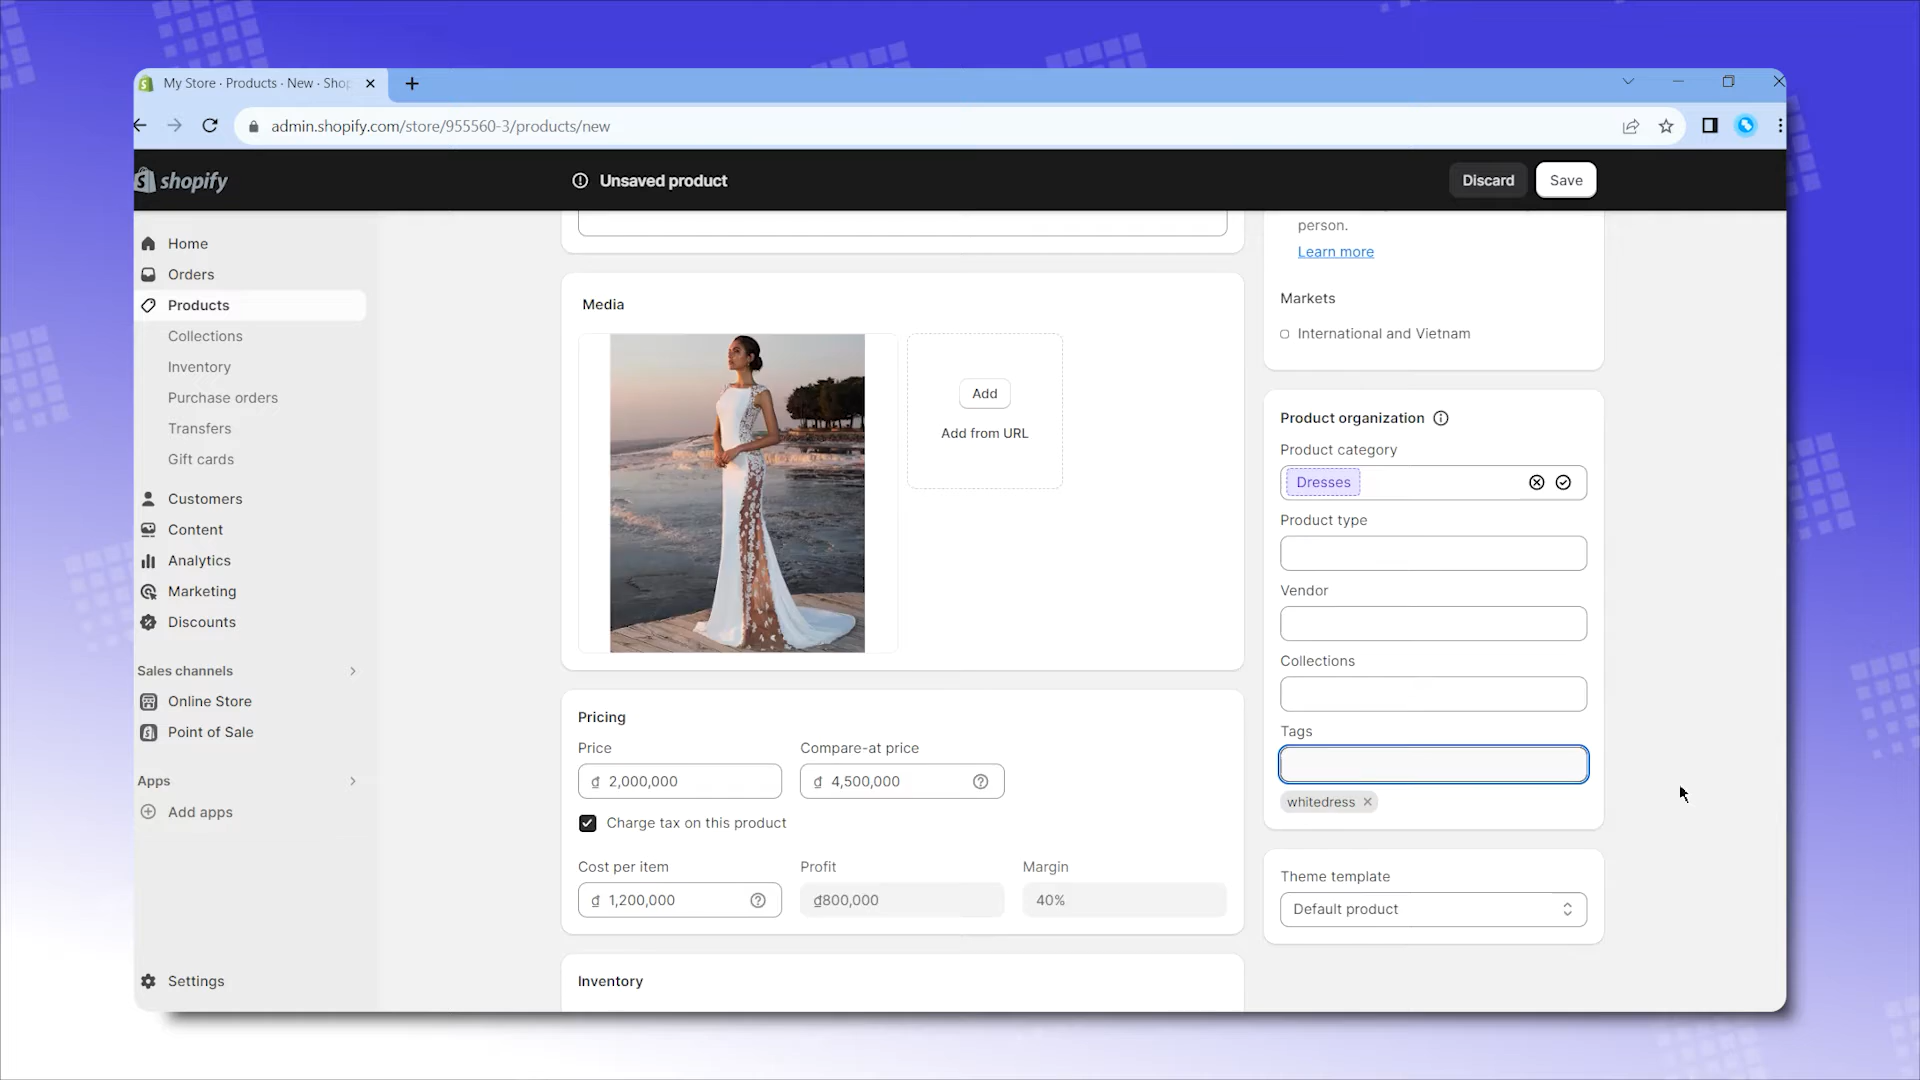 My Store · Products · New · Shop
admin.shopify.com/store/955560-3/products/new
shopify
Unsaved product
Discard
Save
Home
Orders
Products
Collections
Inventory
Purchase orders
Transfers
Gift cards
Customers
Content
Analytics
Marketing
Discounts
Sales channels
Online Store
Point of Sale
Apps
Add apps
Settings
Media
Add
Add from URL
Pricing
Price
Compare-at price
₫ 2,000,000
₫ 4,500,000
Charge tax on this product
Cost per item
Profit
Margin
₫ 1,200,000
₫800,000
40%
Inventory
person.
Learn more
Markets
International and Vietnam
Product organization
Product category
Dresses
Product type
Vendor
Collections
Tags
whitedress
Theme template
Default product